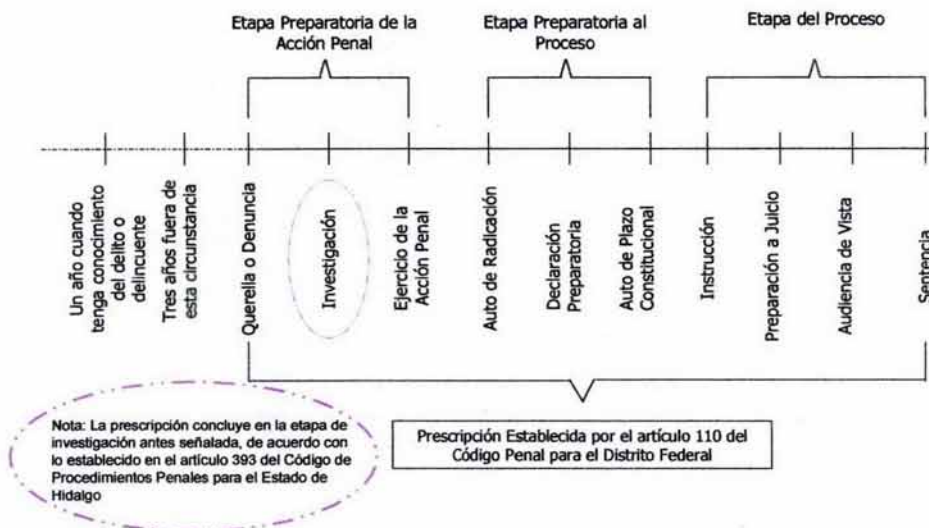 Etapa Preparatoria de la
Acción Penal
Etapa Preparatoria al
Proceso
Etapa del Proceso
Un año cuando
tenga conocimiento
del delito o
delincuente
Tres años fuera de
esta circunstancia
Querella o Denuncia
Investigación
Ejercicio de la
Acción Penal
Auto de Radicación
Declaración
Preparatoria
Auto de Plazo
Constitucional
Instrucción
Preparación a Juicio
Audiencia de Vista
Sentencia
Nota: La prescripción concluye en la etapa de
investigación antes señalada, de acuerdo con
lo establecido en el artículo 393 del Código de
Procedimientos Penales para el Estado de
Hidalgo
Prescripción Establecida por el artículo 110 del
Código Penal para el Distrito Federal